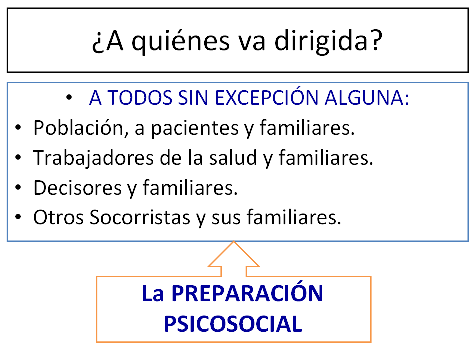 ¿A quiénes va dirigida?
• A TODOS SIN EXCEPCIÓN ALGUNA:
• Población, a pacientes y familiares.
• Trabajadores de la salud y familiares.
• Decisores y familiares.
• Otros Socorristas y sus familiares.
La PREPARACIÓN
PSICOSOCIAL